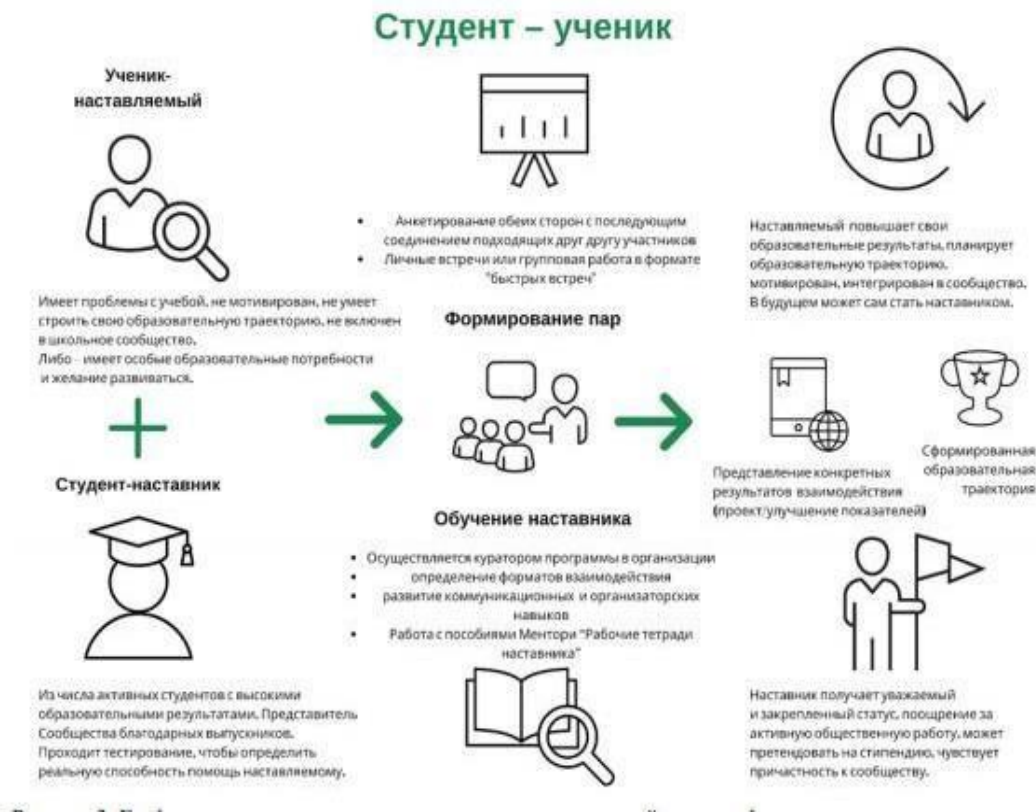 Студент – ученик
Ученик-
наставляемый
Имеет проблемы с учебой, не мотивирован, не умеет
строить свою образовательную траекторию, не включен
в школьное сообщество.
Либо имеет особые образовательные потребности
и желание развиваться.
Студент-наставник
Из числа активных студентов с высокими
образовательными результатами. Представитель
Сообщества благодарных выпускников.
Проходит тестирование, чтобы определить
реальную способность помощь наставляемому.
• Анкетирование обеих сторон с последующим
соединением подходящих друг другу участников
• Личные встречи или групповая работа в формате
"быстрых встреч"
Формирование пар
Обучение наставника
• Осуществляется куратором программы в организации
• определение форматов взаимодействия
• развитие коммуникационных и организаторских
навыков
• Работа с пособиями Ментори "Рабочие тетради
наставника"
Наставляемый повышает свои
образовательные результаты, планирует
образовательную траекторию,
мотивирован, интегрирован в сообщество.
В будущем может сам стать наставником.
Представление конкретных
результатов взаимодействия
(проект/улучшение показателей)
Сформированная
образовательная
траектория
Наставник получает уважаемый
и закрепленный статус, поощрение за
активную общественную работу, может
претендовать на стипендию, чувствует
причастность к сообществу.